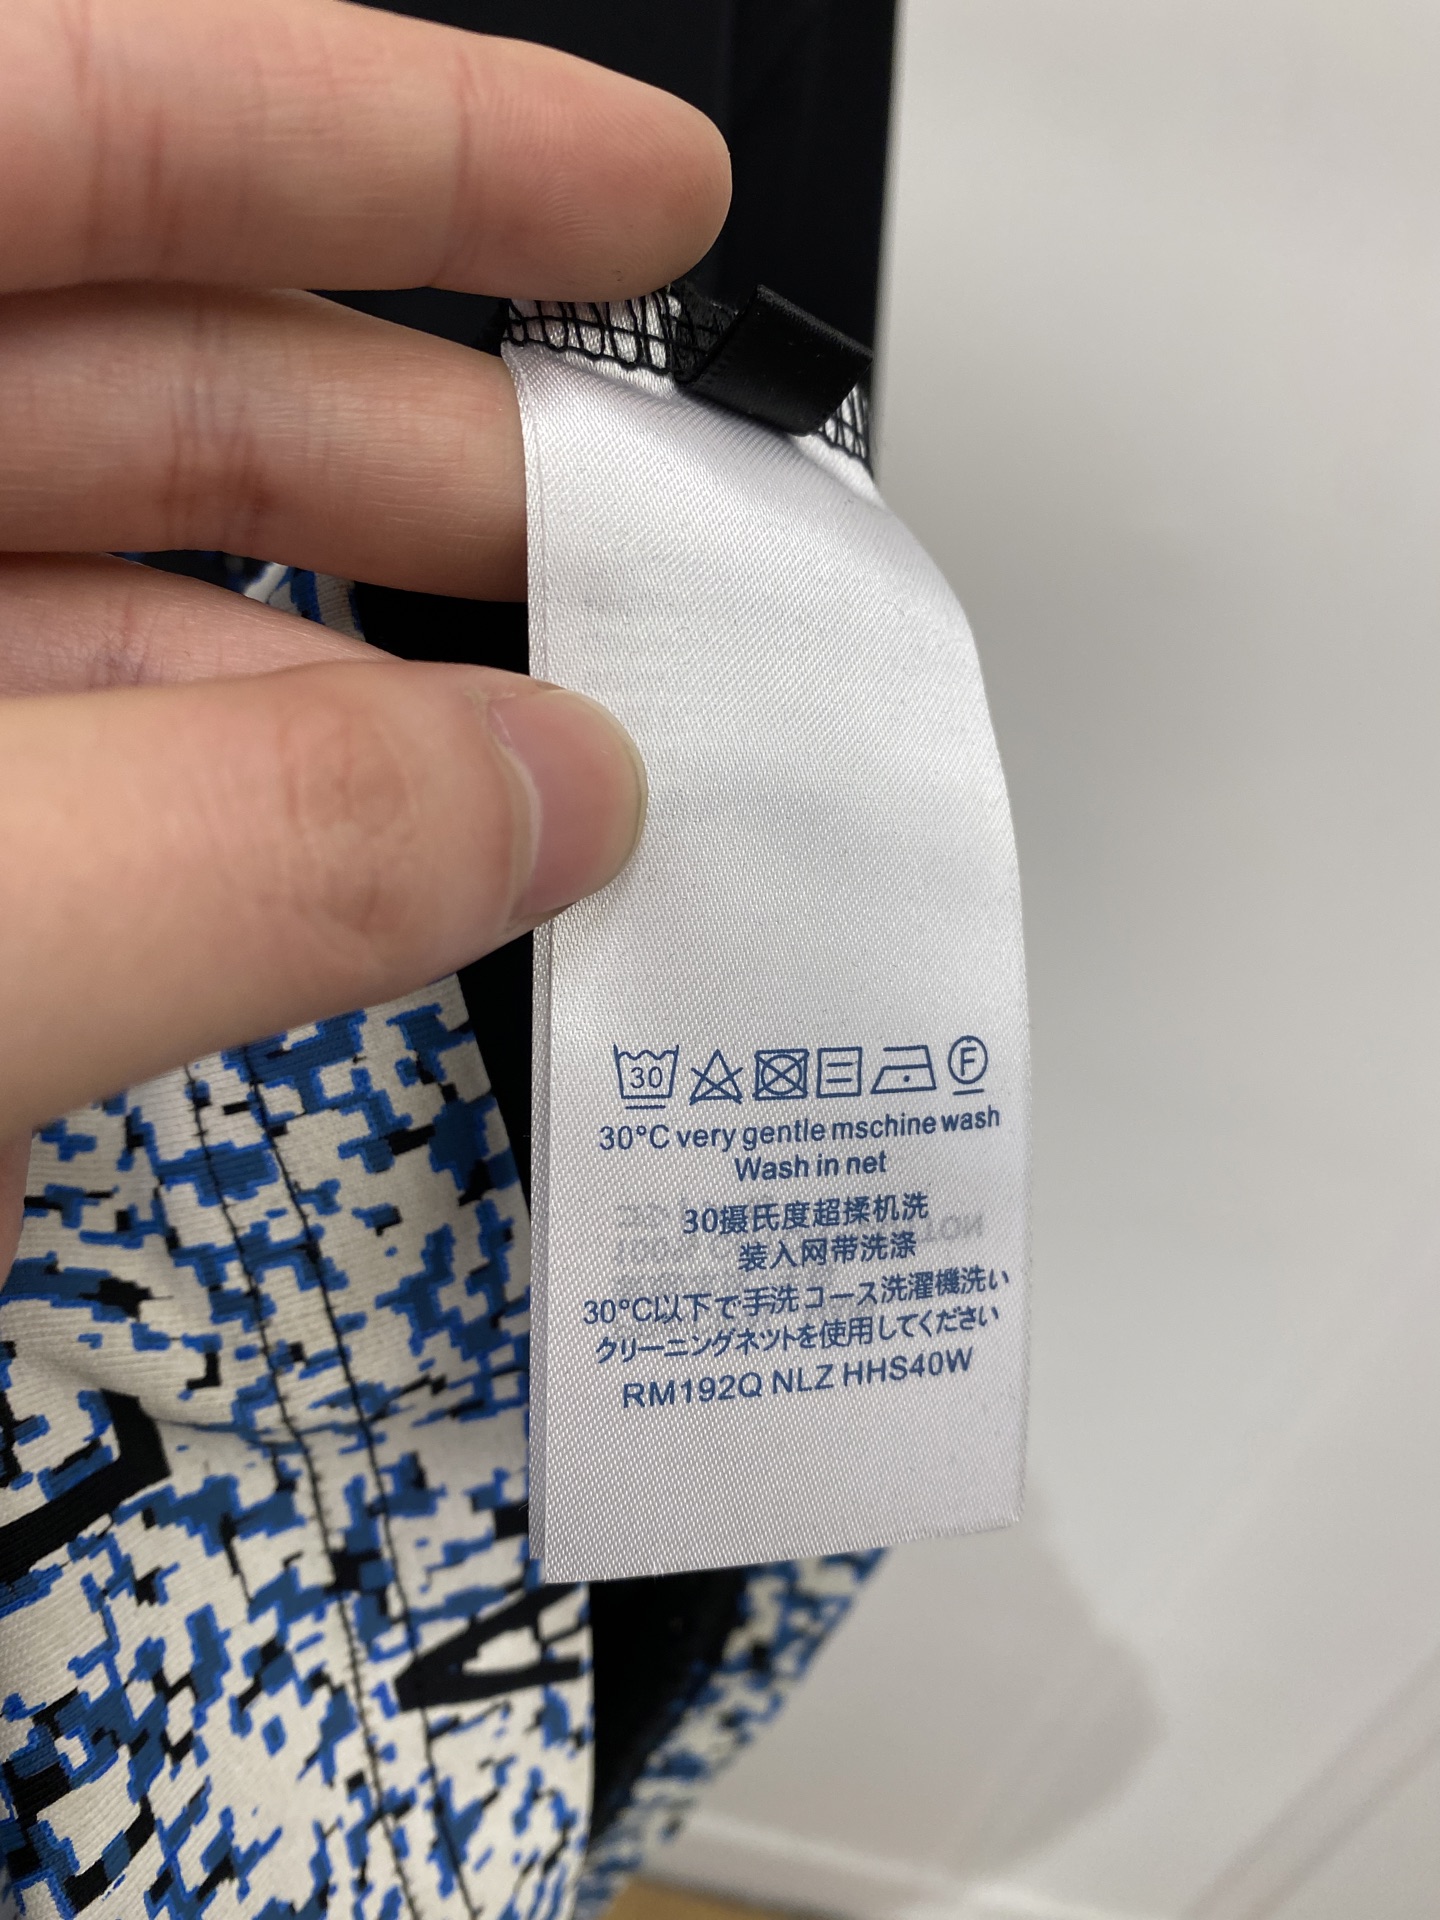 30 F
30°C very gentle mschine wash
Wash in net
30摄氏度超揉机洗
装入网带洗涤
30°C以下で手洗コース洗濯機洗い
クリーニングネットを使用してください
RM192Q NLZ HHS40W
A